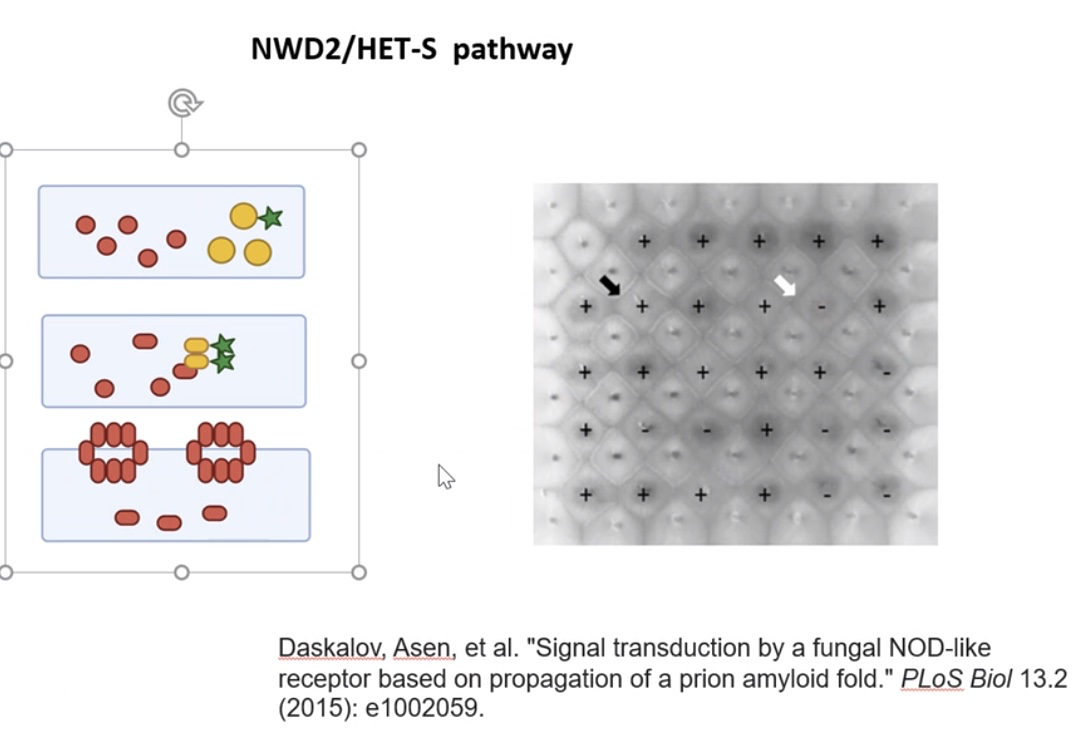 NWD2/HET-S pathway
+ + + + +
+ + + + - +
+ + + + + -
+ - - + - -
+ + + + - -
Daskalov, Asen, et al. "Signal transduction by a fungal NOD-like
receptor based on propagation of a prion amyloid fold." PLoS Biol 13.2
(2015): e1002059.